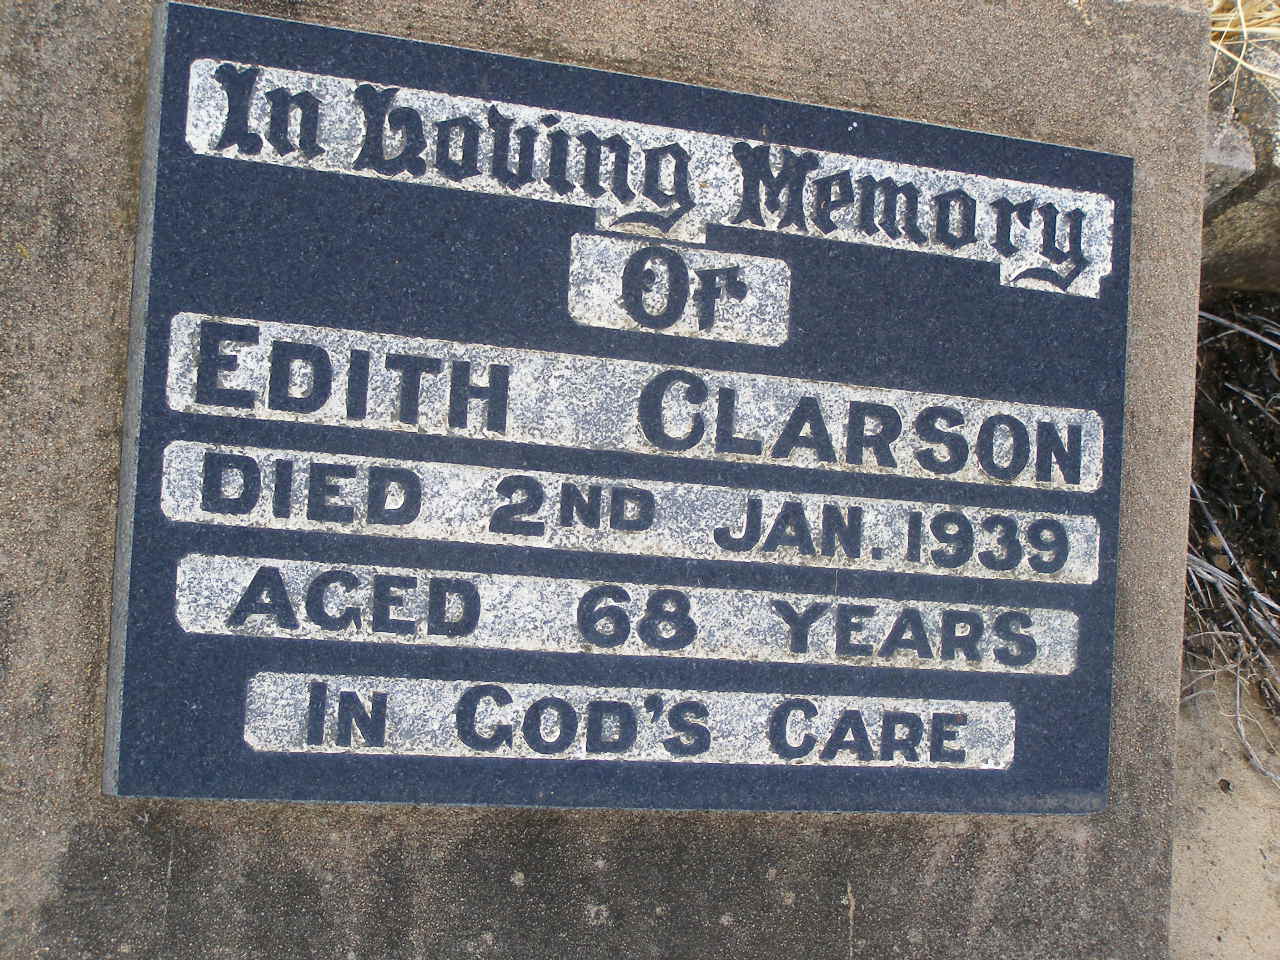 In Loving Memory
Of
EDITH CLARSON
DIED 2ND JAN. 1939
AGED 68 YEARS
IN GOD'S CARE